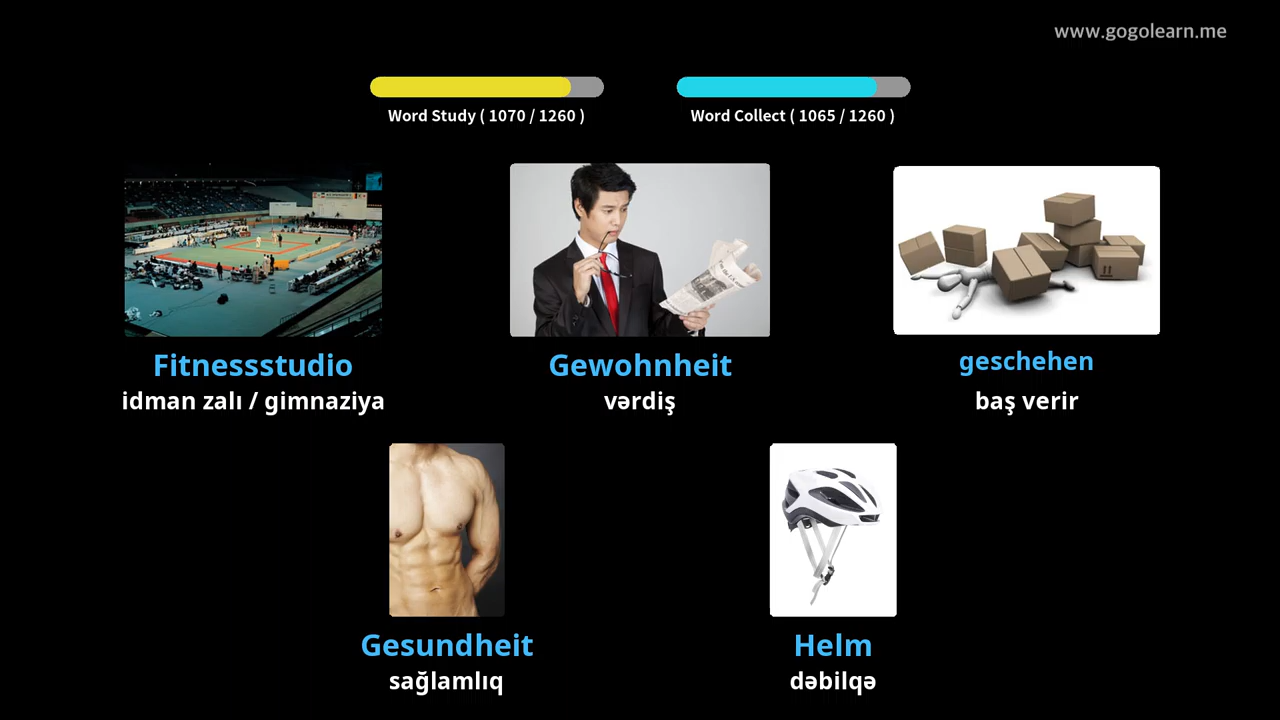 www.gogolearn.me
Word Study ( 1070 / 1260 )
Word Collect ( 1065 / 1260 )
Fitnessstudio
idman zalı / gimnaziya
Gewohnheit
vərdiş
geschehen
baş verir
Gesundheit
sağlamlıq
Helm
dəbilqə